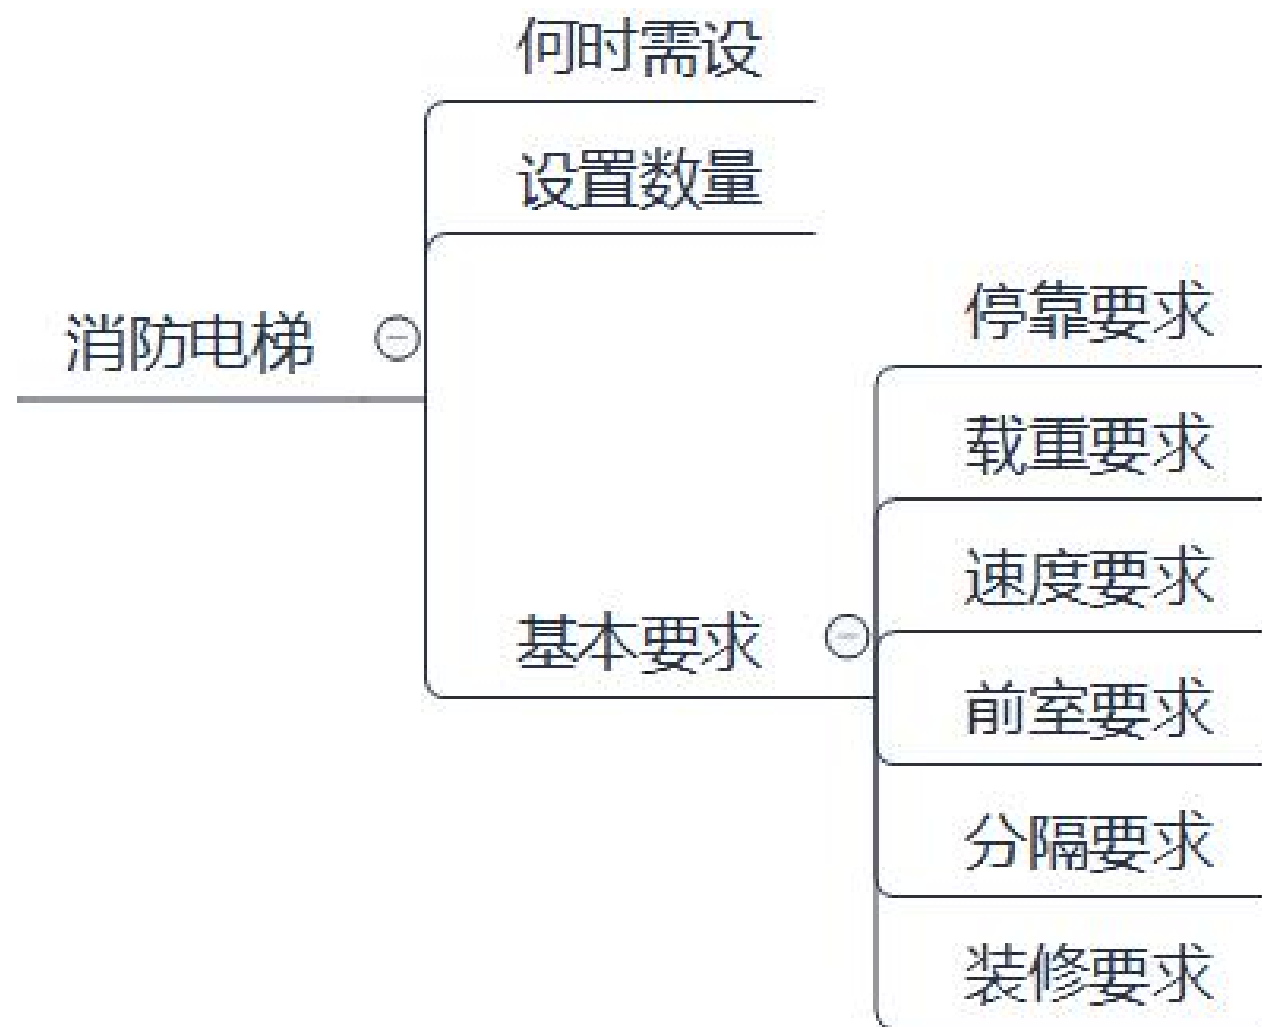 何时需设
设置数量
消防电梯
基本要求
停靠要求
载重要求
速度要求
前室要求
分隔要求
装修要求